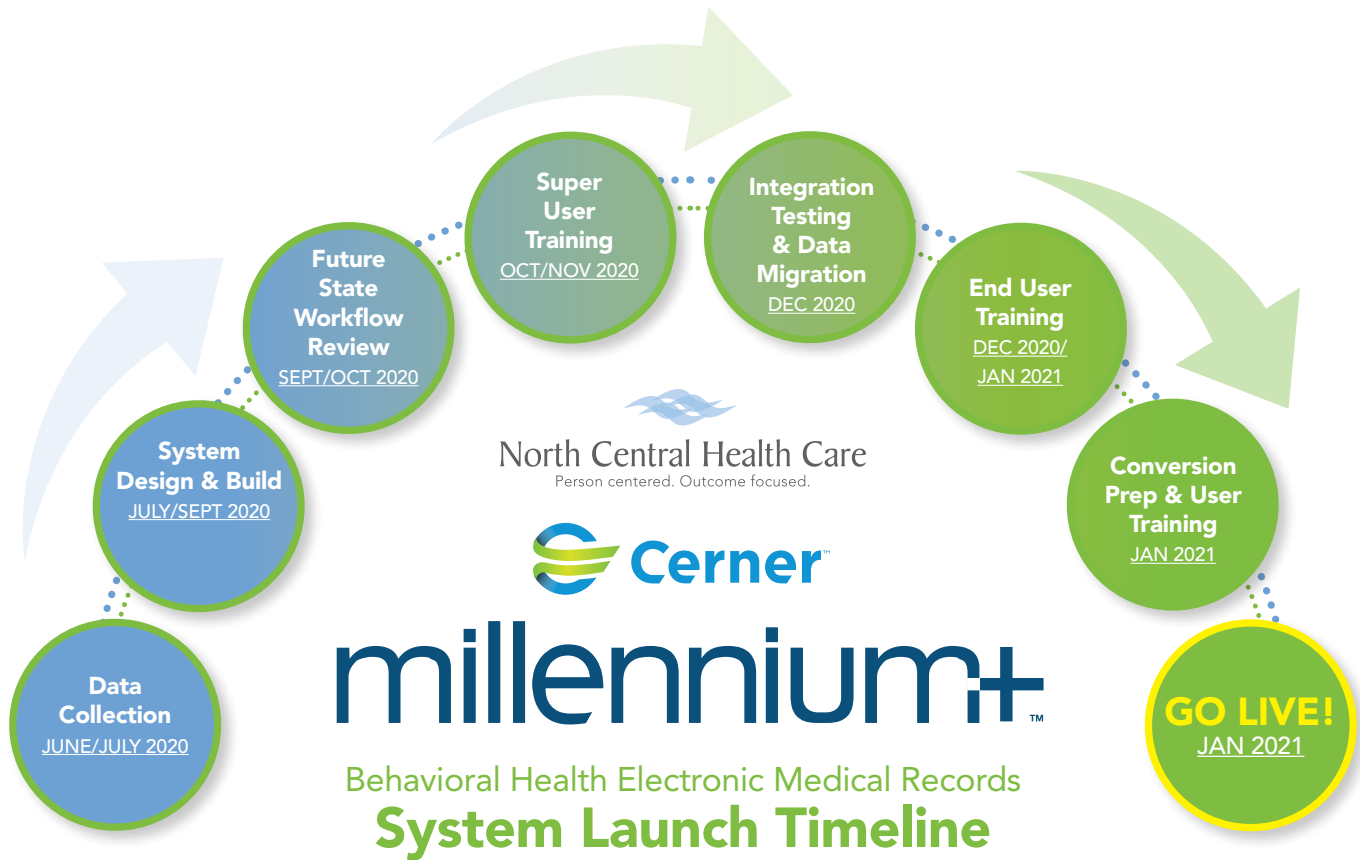 Data
Collection
JUNE/JULY 2020
System
Design & Build
JULY/SEPT 2020
Future
State
Workflow
Review
SEPT/OCT 2020
Super
User
Training
OCT/NOV 2020
Integration
Testing
& Data
Migration
DEC 2020
End User
Training
DEC 2020/
JAN 2021
Conversion
Prep & User
Training
JAN 2021
GO LIVE!
JAN 2021
North Central Health Care
Person centered. Outcome focused.
Cerner™
millennium+™
Behavioral Health Electronic Medical Records
System Launch Timeline